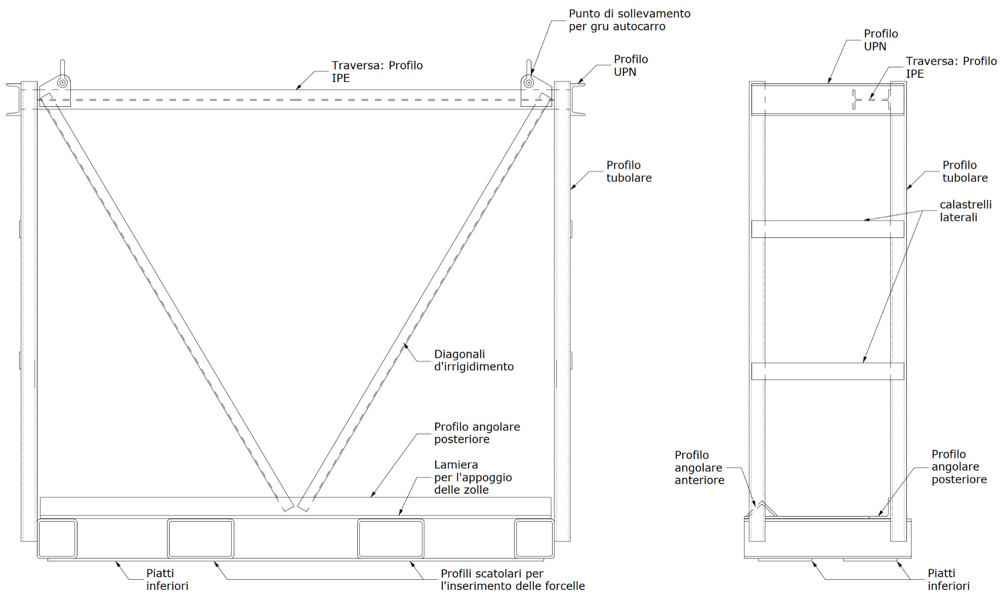 Punto di sollevamento
per gru autocarro
Traversa: Profilo
IPE
Profilo
UPN
Profilo
UPN
Traversa: Profilo
IPE
Profilo
tubolare
Profilo
tubolare
calastrelli
laterali
Diagonali
d'irrigidimento
Profilo angolare
posteriore
Lamiera
per l'appoggio
delle zolle
Profilo
angolare
anteriore
Profilo
angolare
posteriore
Piatti
inferiori
Profili scatolari per
l'inserimento delle forcelle
Piatti
inferiori